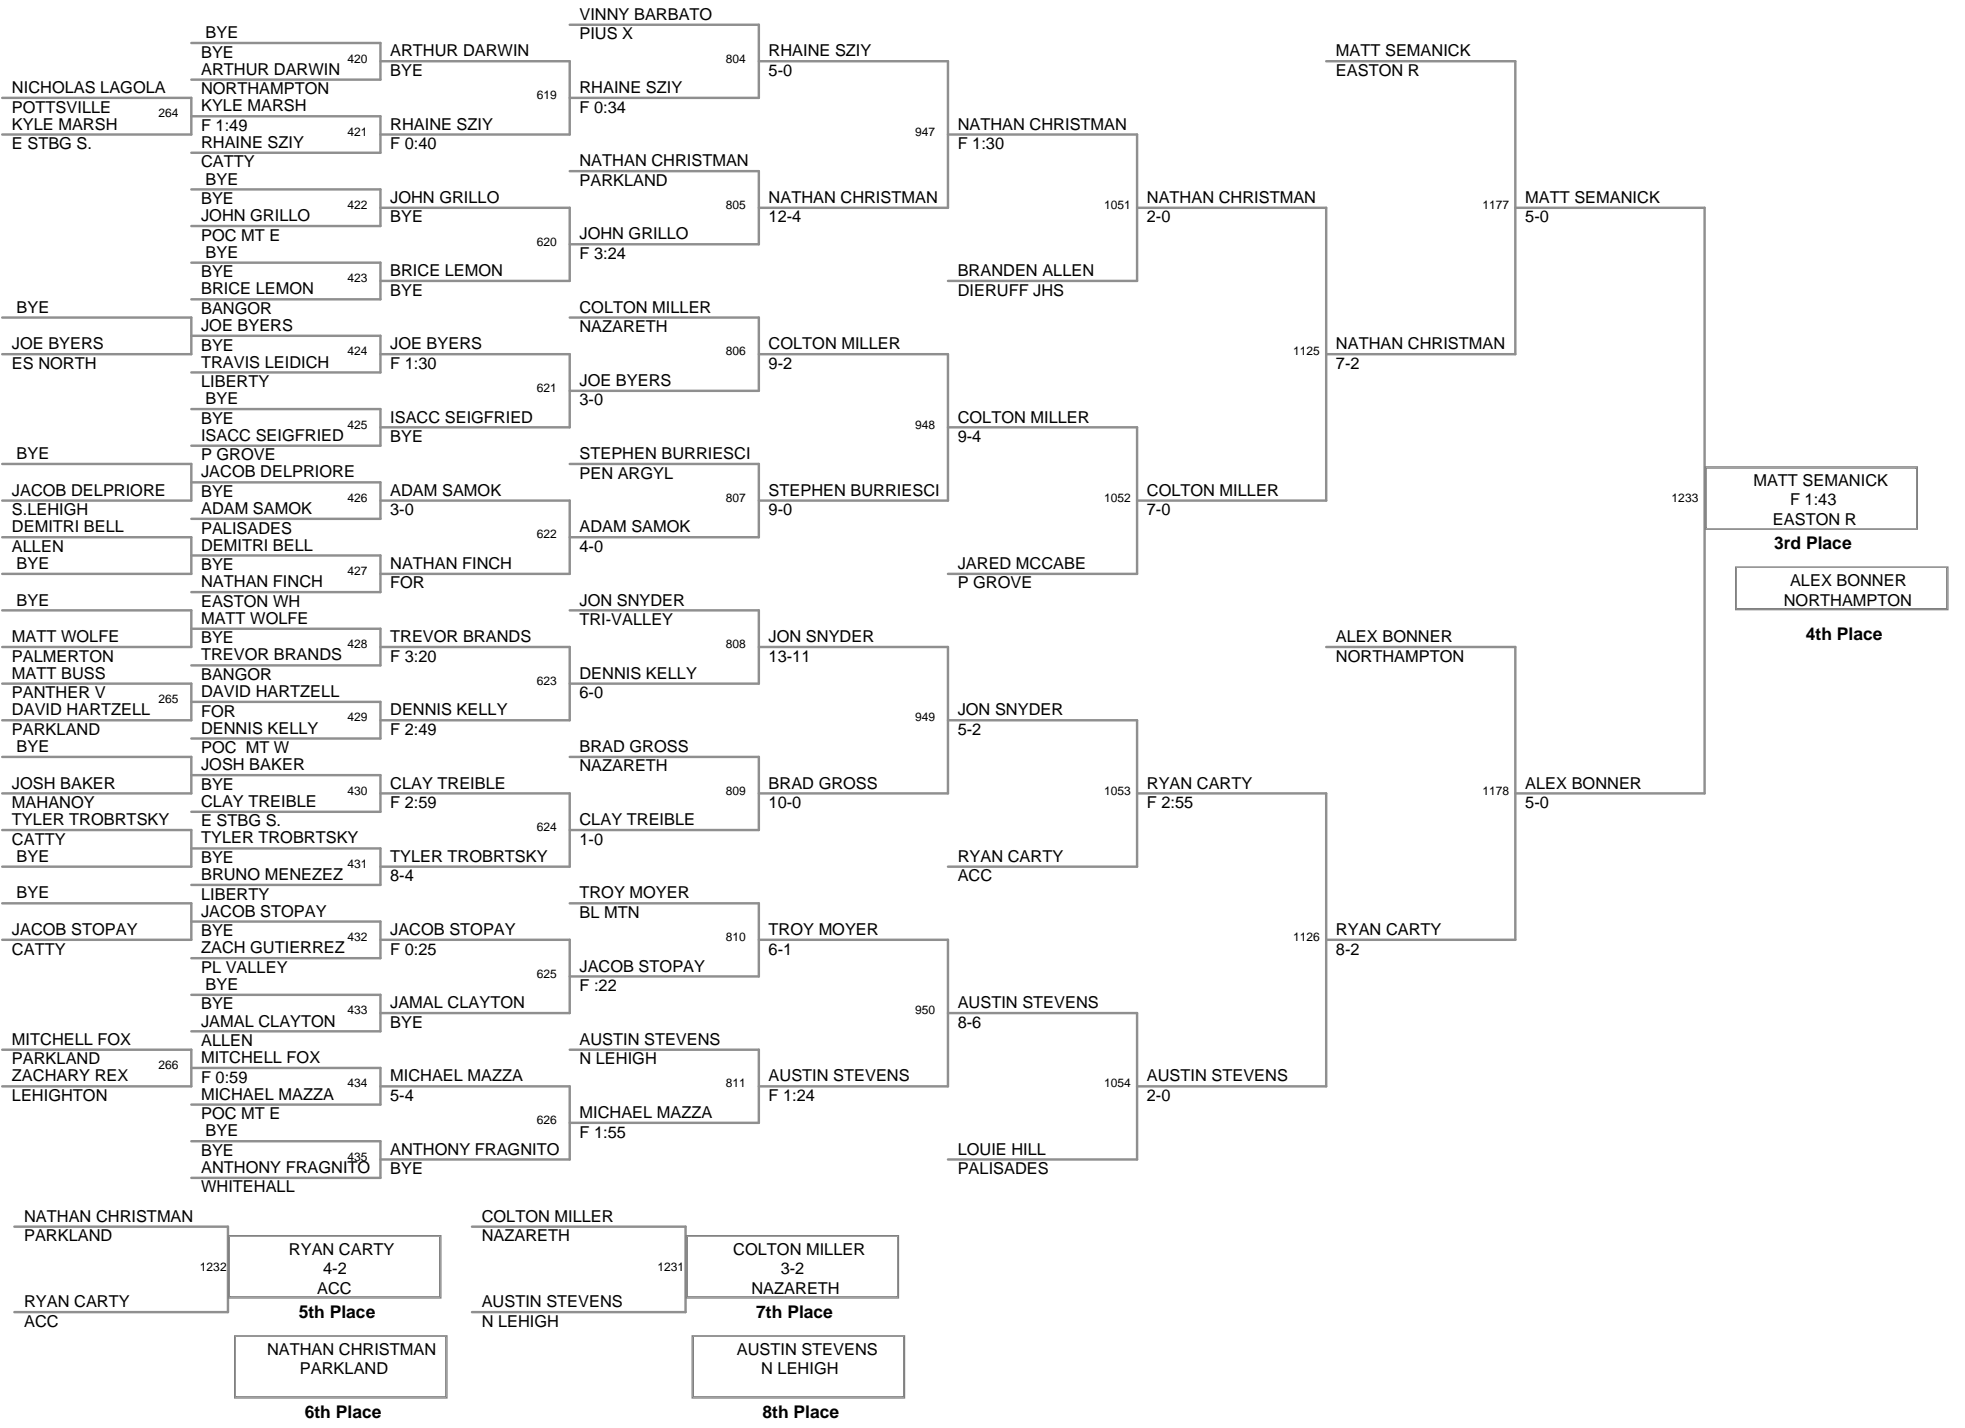 NICHOLAS LAGOLA
POTTSVILLE
264
KYLE MARSH
E STBG S.
BYE
JOE BYERS
ES NORTH
BYE
JACOB DELPRIORE
S.LEHIGH
DEMITRI BELL
ALLEN
BYE
BYE
MATT WOLFE
PALMERTON
MATT BUSS
PANTHER V
265
DAVID HARTZELL
PARKLAND
BYE
JOSH BAKER
MAHANOY
TYLER TROBRTSKY
CATTY
BYE
BYE
JACOB STOPAY
CATTY
MITCHELL FOX
PARKLAND
266
ZACHARY REX
LEHIGHTON
BYE
BYE
420
ARTHUR DARWIN
NORTHAMPTON
KYLE MARSH
F 1:49
421
RHAINE SZIY
CATTY
BYE
BYE
422
JOHN GRILLO
POC MT E
BYE
BYE
423
BRICE LEMON
BANGOR
JOE BYERS
BYE
424
TRAVIS LEIDICH
LIBERTY
BYE
BYE
425
ISACC SEIGFRIED
P GROVE
JACOB DELPRIORE
BYE
426
ADAM SAMOK
PALISADES
DEMITRI BELL
BYE
427
NATHAN FINCH
EASTON WH
MATT WOLFE
BYE
428
TREVOR BRANDS
BANGOR
DAVID HARTZELL
FOR
429
DENNIS KELLY
POC MT W
JOSH BAKER
BYE
430
CLAY TREIBLE
E STBG S.
TYLER TROBRTSKY
BYE
431
BRUNO MENEZEZ
LIBERTY
JACOB STOPAY
BYE
432
ZACH GUTIERREZ
PL VALLEY
BYE
BYE
433
JAMAL CLAYTON
ALLEN
MITCHELL FOX
F 0:59
434
MICHAEL MAZZA
POC MT E
BYE
BYE
435
ANTHONY FRAGNITO
WHITEHALL
ARTHUR DARWIN
BYE
619
RHAINE SZIY
F 0:40
JOHN GRILLO
BYE
620
BRICE LEMON
BYE
JOE BYERS
F 1:30
621
ISACC SEIGFRIED
BYE
ADAM SAMOK
3-0
622
NATHAN FINCH
FOR
TREVOR BRANDS
F 3:20
623
DENNIS KELLY
F 2:49
CLAY TREIBLE
F 2:59
624
TYLER TROBRTSKY
8-4
JACOB STOPAY
F 0:25
625
JAMAL CLAYTON
BYE
MICHAEL MAZZA
5-4
626
ANTHONY FRAGNITO
BYE
VINNY BARBATO
PIUS X
804
RHAINE SZIY
F 0:34
NATHAN CHRISTMAN
PARKLAND
805
JOHN GRILLO
F 3:24
COLTON MILLER
NAZARETH
806
JOE BYERS
3-0
STEPHEN BURRIESCI
PEN ARGYL
807
ADAM SAMOK
4-0
JON SNYDER
TRI-VALLEY
808
DENNIS KELLY
6-0
BRAD GROSS
NAZARETH
809
CLAY TREIBLE
1-0
TROY MOYER
BL MTN
810
JACOB STOPAY
F :22
AUSTIN STEVENS
N LEHIGH
811
MICHAEL MAZZA
F 1:55
RHAINE SZIY
5-0
947
NATHAN CHRISTMAN
12-4
COLTON MILLER
9-2
948
STEPHEN BURRIESCI
9-0
JON SNYDER
13-11
949
BRAD GROSS
10-0
TROY MOYER
6-1
950
AUSTIN STEVENS
F 1:24
NATHAN CHRISTMAN
F 1:30
1051
BRANDEN ALLEN
DIERUFF JHS
COLTON MILLER
9-4
1052
JARED MCCABE
P GROVE
JON SNYDER
5-2
1053
RYAN CARTY
ACC
AUSTIN STEVENS
8-6
1054
LOUIE HILL
PALISADES
NATHAN CHRISTMAN
2-0
1125
COLTON MILLER
7-0
RYAN CARTY
F 2:55
1126
AUSTIN STEVENS
2-0
MATT SEMANICK
EASTON R
1177
NATHAN CHRISTMAN
7-2
ALEX BONNER
NORTHAMPTON
1178
RYAN CARTY
8-2
MATT SEMANICK
5-0
1233
ALEX BONNER
5-0
MATT SEMANICK
F 1:43
EASTON R
3rd Place
ALEX BONNER
NORTHAMPTON
4th Place
NATHAN CHRISTMAN
PARKLAND
1232
RYAN CARTY
ACC
RYAN CARTY
4-2
ACC
5th Place
NATHAN CHRISTMAN
PARKLAND
6th Place
COLTON MILLER
NAZARETH
1231
AUSTIN STEVENS
N LEHIGH
COLTON MILLER
3-2
NAZARETH
7th Place
AUSTIN STEVENS
N LEHIGH
8th Place